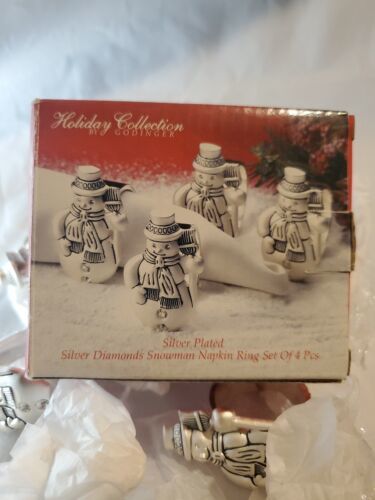 Holiday Collection
BY GODINGER
Silver Plated
Silver Diamonds Snowman Napkin Ring Set Of 4 Pcs.